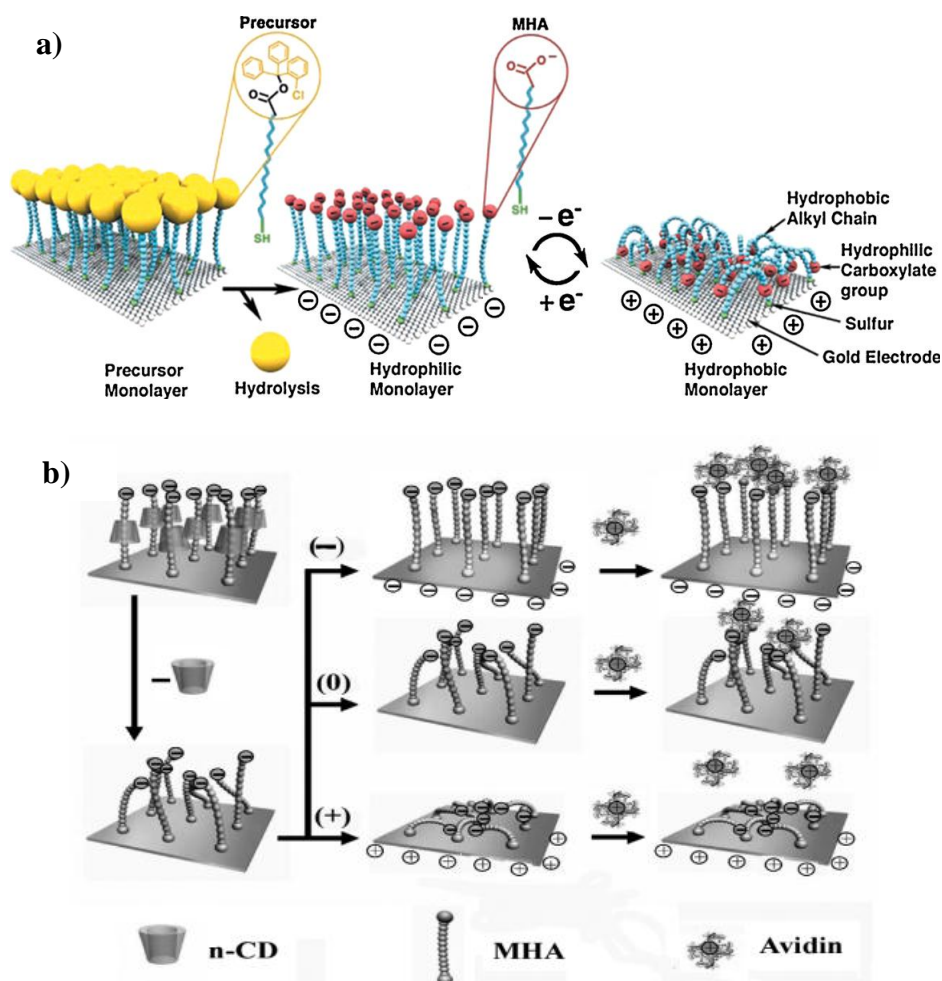 a)
Precursor
O
O
Cl
SH
MHA
O
O−
SH
− e-
+ e-
Hydrophobic
Alkyl Chain
Hydrophilic
Carboxylate
group
Sulfur
Gold Electrode
Precursor
Monolayer
Hydrolysis
Hydrophilic
Monolayer
Hydrophobic
Monolayer
b)
(−)
(0)
(+)
−
n-CD
MHA
Avidin